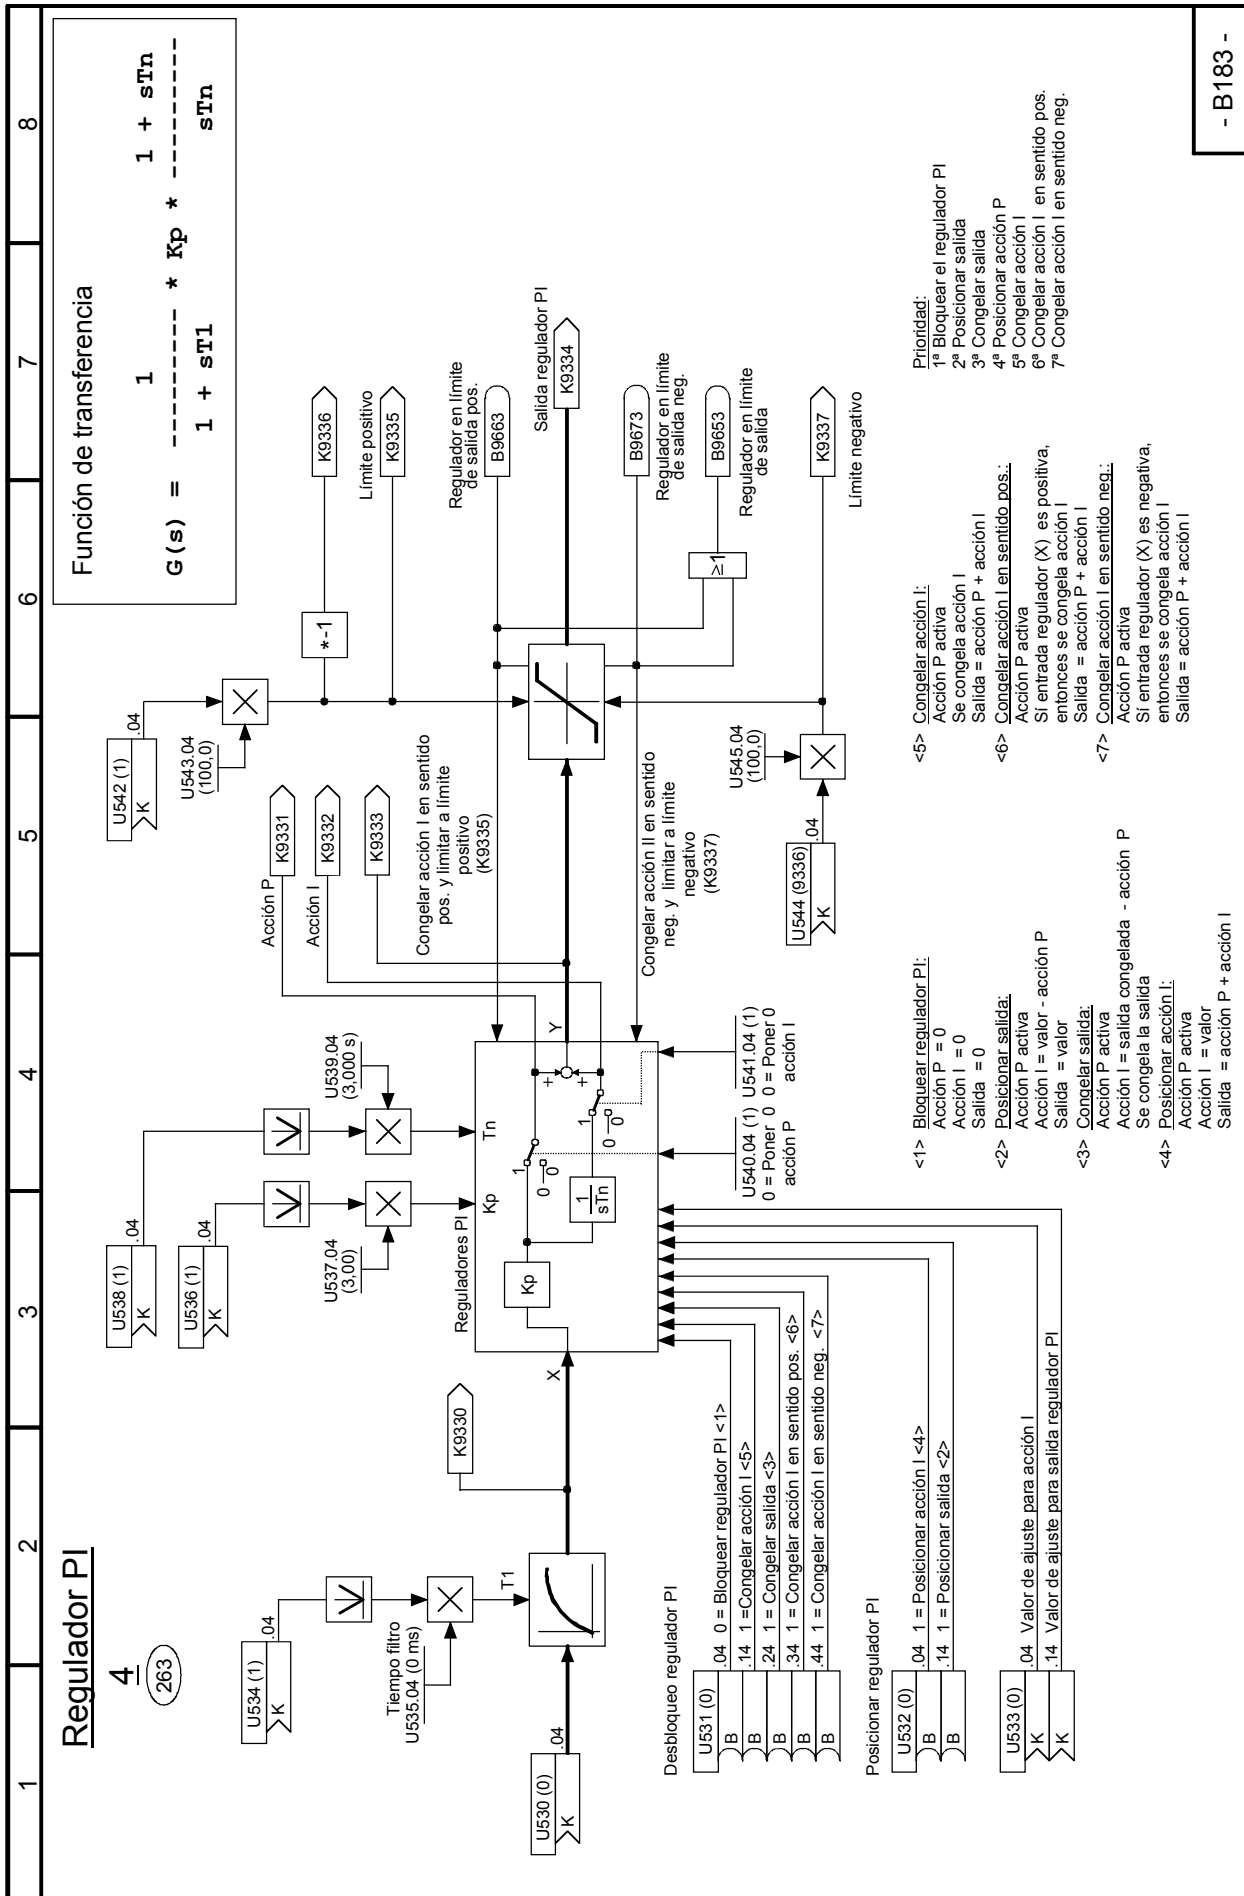 1
2
3
4
5
6
7
8
Regulador PI
4
263
Función de transferencia
1 1 + sTn
G(s) = -------- * Kp * -----------
1 + sT1 sTn
U530 (0)
K
.04
U534 (1)
K
.04
Tiempo filtro
U535.04 (0 ms)
T1
K9330
X
U538 (1)
K
.04
U536 (1)
K
.04
U537.04
(3,00)
U539.04
(3,000 s)
Reguladores PI
Kp
Tn
Kp
1
sTn
1
0
0
1
0
0
+
+
Y
U540.04 (1)
0 = Poner 0
acción P
U541.04 (1)
0 = Poner 0
acción I
Acción P
K9331
Acción I
K9332
K9333
Congelar acción I en sentido
pos. y limitar a límite
positivo
(K9335)
Congelar acción II en sentido
neg. y limitar a límite
negativo
(K9337)
U542 (1)
K
.04
U543.04
(100,0)
*-1
K9336
Límite positivo
K9335
Regulador en límite
de salida pos.
B9663
Salida regulador PI
K9334
B9673
Regulador en límite
de salida neg.
≥1
B9653
Regulador en límite
de salida
K9337
Límite negativo
U545.04
(100,0)
U544 (9336)
K
.04
Desbloqueo regulador PI
U531 (0)
B .04 0 = Bloquear regulador PI <1>
B .14 1 =Congelar acción I <5>
B .24 1 = Congelar salida <3>
B .34 1 = Congelar acción I en sentido pos. <6>
B .44 1 = Congelar acción I en sentido neg. <7>
Posicionar regulador PI
U532 (0)
B .04 1 = Posicionar acción I <4>
B .14 1 = Posicionar salida <2>
U533 (0)
K .04 Valor de ajuste para acción I
K .14 Valor de ajuste para salida regulador PI
<1> Bloquear regulador PI:
Acción P = 0
Acción I = 0
Salida = 0
<2> Posicionar salida:
Acción P activa
Acción I = valor - acción P
Salida = valor
<3> Congelar salida:
Acción P activa
Acción I = salida congelada - acción P
Se congela la salida
<4> Posicionar acción I:
Acción P activa
Acción I = valor
Salida = acción P + acción I
<5> Congelar acción I:
Acción P activa
Se congela acción I
Salida = acción P + acción I
<6> Congelar acción I en sentido pos.:
Acción P activa
Sí entrada regulador (X) es positiva,
entonces se congela acción I
Salida = acción P + acción I
<7> Congelar acción I en sentido neg.:
Acción P activa
Sí entrada regulador (X) es negativa,
entonces se congela acción I
Salida = acción P + acción I
Prioridad:
1ª Bloquear el regulador PI
2ª Posicionar salida
3ª Congelar salida
4ª Posicionar acción P
5ª Congelar acción I
6ª Congelar acción I en sentido pos.
7ª Congelar acción I en sentido neg.
- B183 -